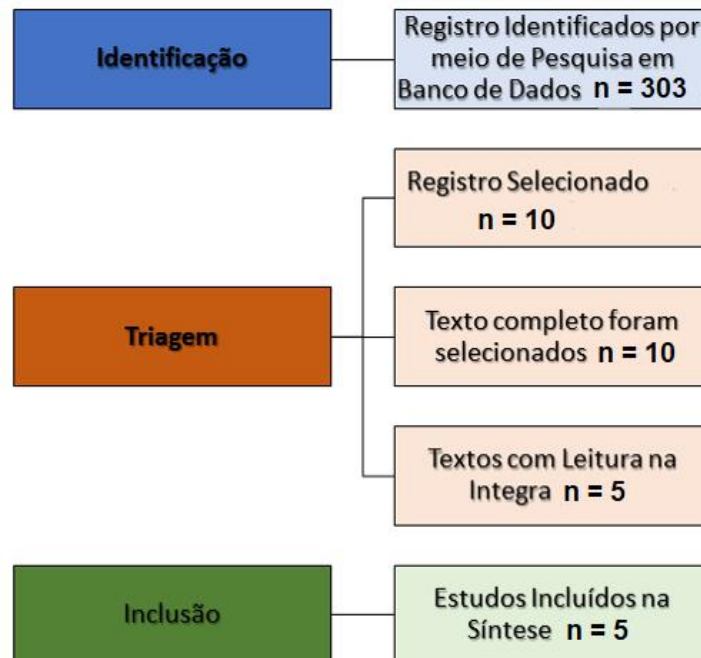 Identificação
Registro Identificados por
meio de Pesquisa em
Banco de Dados n = 303
Registro Selecionado
n = 10
Triagem
Texto completo foram
selecionados n = 10
Textos com Leitura na
Integra n = 5
Inclusão
Estudos Incluídos na
Síntese n = 5